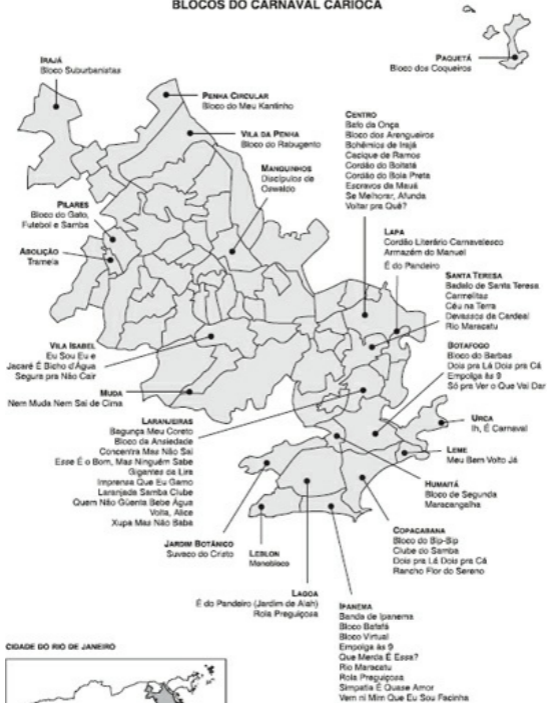 BLOCOS DO CARNAVAL CARIOCA
PAQUETÁ
Bloco dos Coqueiros
IRAJÁ
Bloco Suburbanistas
PENHA CIRCULAR
Bloco do Meu Kantinho
VILA DA PENHA
Bloco do Rabugento
MANGUINHOS
Discípulos de
Oswaldo
CENTRO
Bafo da Onça
Bloco dos Arengueiros
Bohêmios de Irajá
Cacique de Ramos
Cordão do Boitatá
Cordão do Bola Preta
Escravos da Mauá
Se Melhorar, Afunda
Voltar pra Quê?
PILARES
Bloco do Gato,
Futebol e Samba
ABOLIÇÃO
Tramela
LAPA
Cordão Literário Carnavalesco
Armazém do Manuel
É do Pandeiro
SANTA TERESA
Badalo de Santa Teresa
Carmelitas
Céu na Terra
Devassos da Cardeal
Rio Maracatu
VILA ISABEL
Eu Sou Eu e
Jacaré É Bicho d'Água
Segura pra Não Cair
BOTAFOGO
Bloco do Barbas
Dois pra Lá Dois pra Cá
Empolga às 9
Só pra Ver o Que Vai Dar
MUDA
Nem Muda Nem Sai de Cima
LARANJEIRAS
Bagunça Meu Coreto
Bloco da Ansiedade
Concentra Mas Não Sai
Esse É o Bom, Mas Ninguém Sabe
Gigantes da Lira
Imprensa Que Eu Gamo
Laranjada Samba Clube
Quem Não Güenta Bebe Água
Volta, Alice
Xupa Mas Não Baba
URCA
Ih, É Carnaval
LEME
Meu Bem Volto Já
HUMAITÁ
Bloco de Segunda
Maracangalha
JARDIM BOTÂNICO
Suvaco do Cristo
LEBLON
Monobloco
COPACABANA
Bloco do Bip-Bip
Clube do Samba
Dois pra Lá Dois pra Cá
Rancho Flor do Sereno
LAGOA
É do Pandeiro (Jardim de Alah)
Rola Preguiçosa
IPANEMA
Banda de Ipanema
Bloco Batafá
Bloco Virtual
Empolga às 9
Que Merda É Essa?
Rio Maracatu
Rola Preguiçosa
Simpatia É Quase Amor
Vem ni Mim Que Eu Sou Facinha
CIDADE DO RIO DE JANEIRO